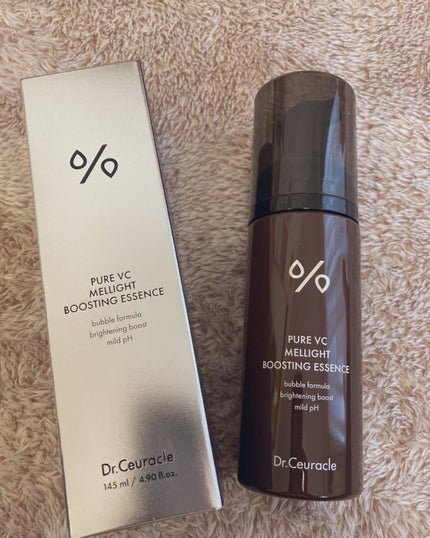 %
PURE VC
MELLIGHT
BOOSTING ESSENCE
bubble formula
brightening boost
mild pH
Dr.Ceuracle
145 ml / 4.90 fl.oz.
%
PURE VC
MELLIGHT
BOOSTING ESSENCE
bubble formula
brightening boost
mild pH
Dr.Ceuracle